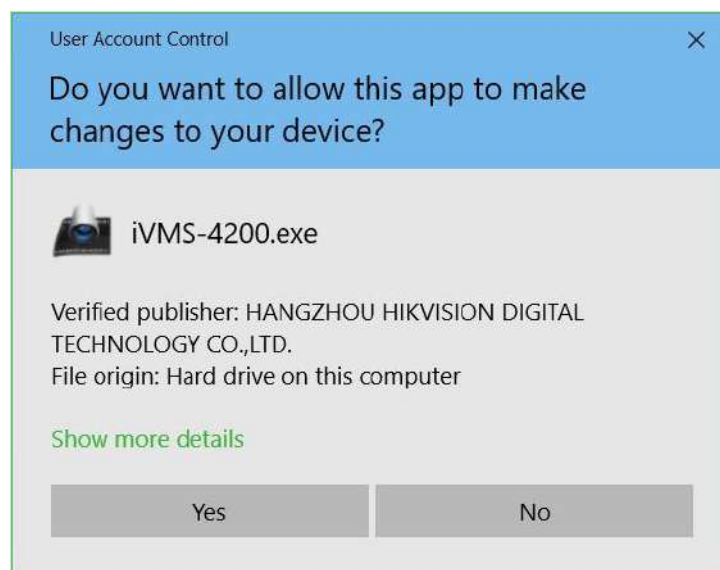 User Account Control
Do you want to allow this app to make
changes to your device?
iVMS-4200.exe
Verified publisher: HANGZHOU HIKVISION DIGITAL
TECHNOLOGY CO.,LTD.
File origin: Hard drive on this computer
Show more details
Yes
No